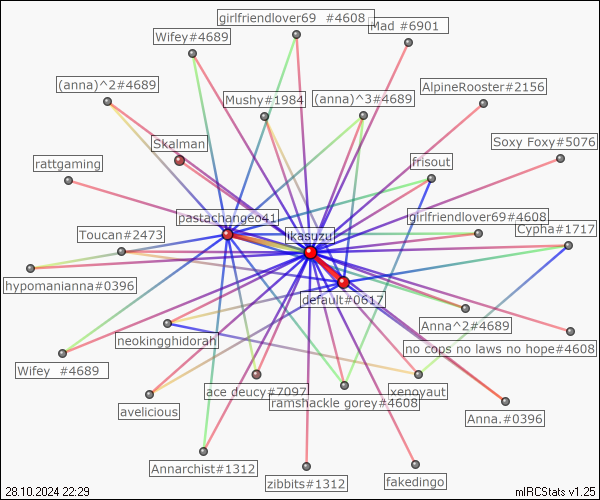 girlfriendlover69 #4608
iMad #6901
Wifey#4689
(anna)^2#4689
Mushy#1984
(anna)^3#4689
AlpineRooster#2156
Skalman
Soxy Foxy#5076
rattgaming
frisout
pastachangeo41
girlfriendlover69#4608
Toucan#2473
ikasuzu
Cypha#1717
hypomanianna#0396
default#0617
Anna^2#4689
neokingghidorah
no cops no laws no hope#4608
Wifey #4689
ace deucy#7097
xenoyaut
ramshackle gorey#4608
avelicious
Anna.#0396
Annarchist#1312
zibbits#1312
fakedingo
28.10.2024 22:29
mIRCStats v1.25